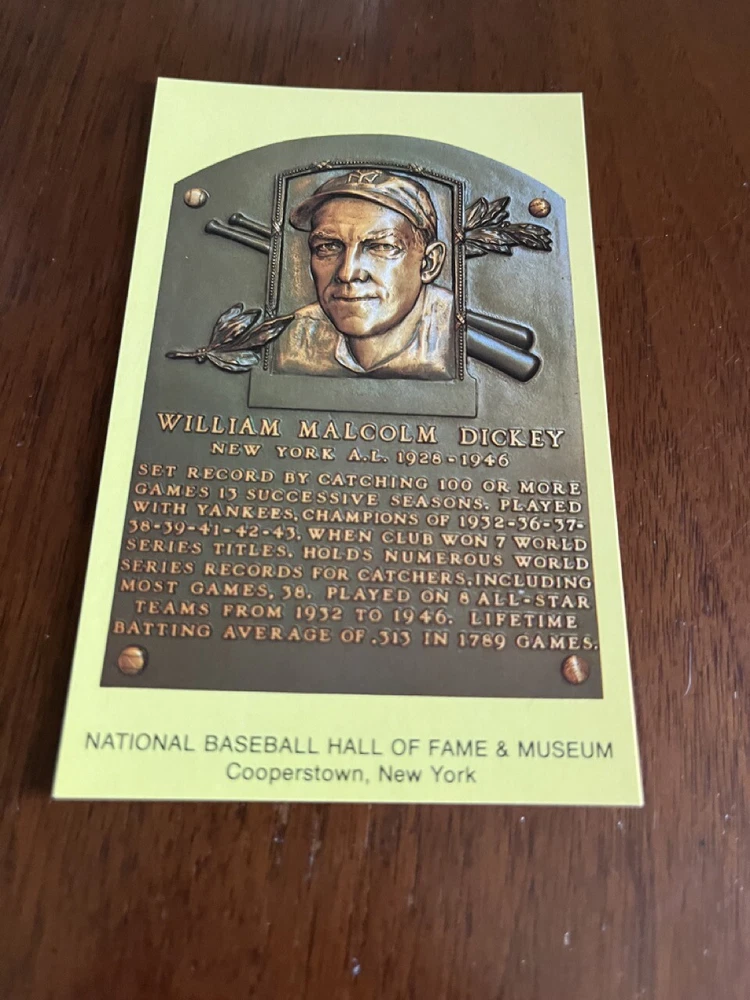 NY
WILLIAM MALCOLM DICKEY
NEW YORK A.L. 1928-1946
SET RECORD BY CATCHING 100 OR MORE
GAMES 13 SUCCESSIVE SEASONS. PLAYED
WITH YANKEES, CHAMPIONS OF 1932-36-37-
38-39-41-42-43. WHEN CLUB WON 7 WORLD
SERIES TITLES. HOLDS NUMEROUS WORLD
SERIES RECORDS FOR CATCHERS, INCLUDING
MOST GAMES, 38. PLAYED ON 8 ALL-STAR
TEAMS FROM 1932 TO 1946. LIFETIME
BATTING AVERAGE OF .313 IN 1789 GAMES.
NATIONAL BASEBALL HALL OF FAME & MUSEUM
Cooperstown, New York